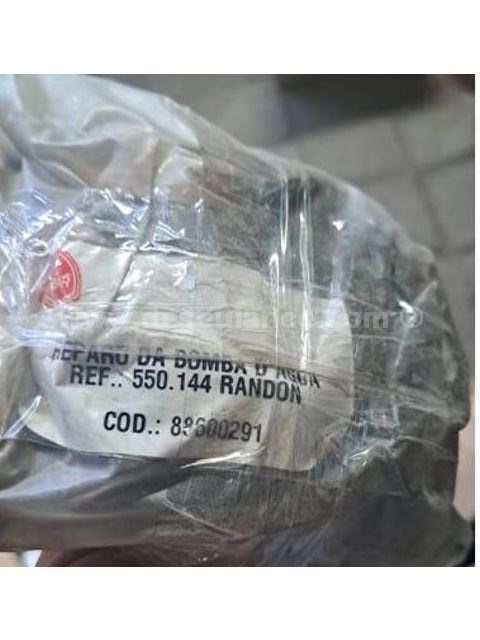 REPARO DA BOMBA D'AGUA
REF.: 550.144 RANDON
COD.: 88600291